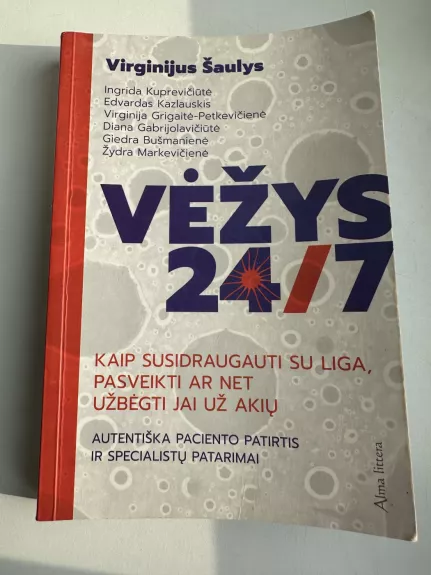 Virginijus Šaulys
Ingrida Kuprevičiūtė
Edvardas Kazlauskis
Virginija Grigaitė-Petkevičienė
Diana Gabrijolavičiūtė
Giedra Bušmanienė
Žydra Markevičienė
VĖŽYS
24/7
KAIP SUSIDRAUGAUTI SU LIGA,
PASVEIKTI AR NET
UŽBĖGTI JAI UŽ AKIŲ
AUTENTIŠKA PACIENTO PATIRTIS
IR SPECIALISTŲ PATARIMAI
Alma littera